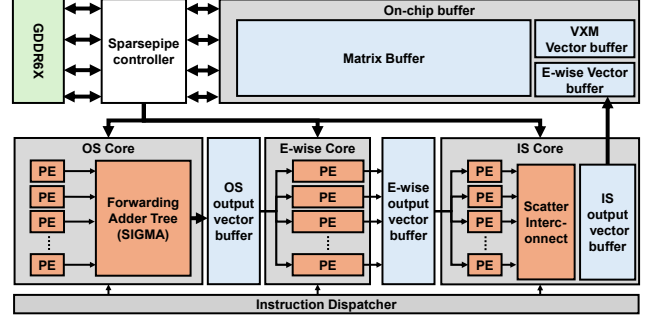 GDDR6X
Sparsepipe
controller
On-chip buffer
Matrix Buffer
VXM
Vector buffer
E-wise Vector
buffer
OS Core
PE
PE
PE
PE
Forwarding
Adder Tree
(SIGMA)
OS
output
vector
buffer
E-wise Core
PE
PE
PE
PE
E-wise
output
vector
buffer
IS Core
PE
PE
PE
PE
Scatter
Interc-
onnect
IS
output
vector
buffer
Instruction Dispatcher